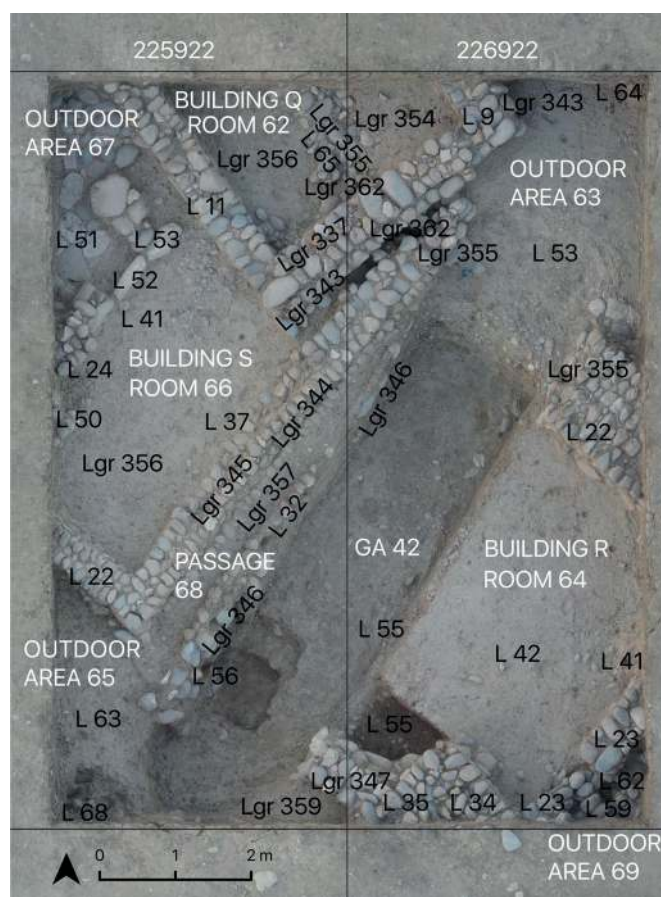 225922
226922
OUTDOOR
AREA 67
BUILDING Q
ROOM 62
Lgr 356
Lgr 355
L 65
Lgr 354
L 9
Lgr 343
L 64
OUTDOOR
AREA 63
Lgr 362
L 11
L 51
L 53
Lgr 337
Lgr 362
Lgr 355
L 53
L 52
Lgr 343
L 41
BUILDING S
ROOM 66
L 24
L 50
L 37
Lgr 344
Lgr 346
Lgr 355
L 22
Lgr 356
Lgr 345
Lgr 357
L 32
GA 42
BUILDING R
ROOM 64
L 22
PASSAGE
68
Lgr 346
L 55
L 42
L 41
OUTDOOR
AREA 65
L 56
L 63
L 55
L 23
Lgr 347
L 62
L 68
Lgr 359
L 35
L 34
L 23
L 59
0 1 2 m
OUTDOOR
AREA 69